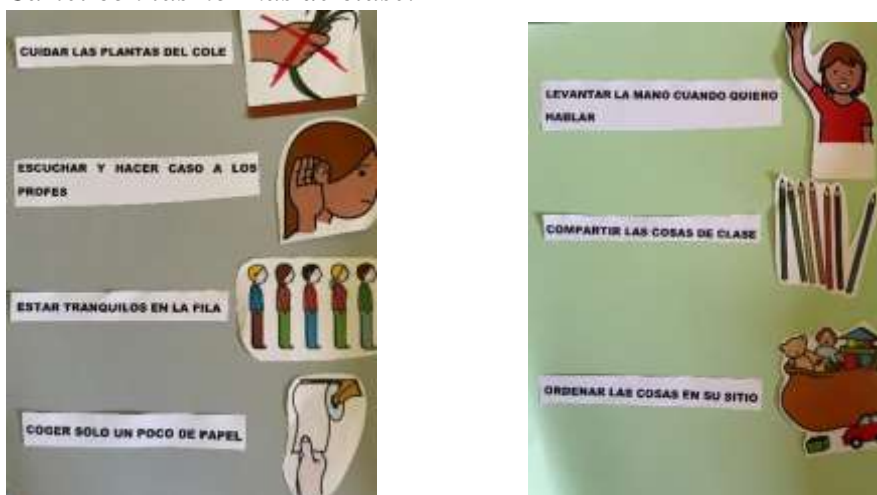 CUIDAR LAS PLANTAS DEL COLE
ESCUCHAR Y HACER CASO A LOS
PROFES
ESTAR TRANQUILOS EN LA FILA
COGER SOLO UN POCO DE PAPEL
LEVANTAR LA MANO CUANDO QUIERO
HABLAR
COMPARTIR LAS COSAS DE CLASE
ORDENAR LAS COSAS EN SU SITIO